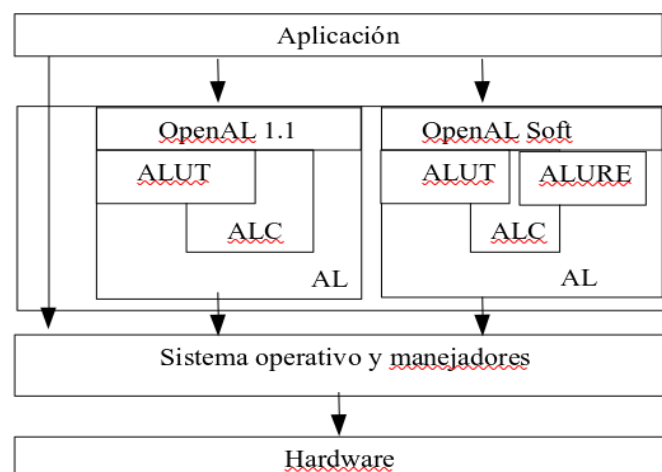 Aplicación
OpenAL 1.1
OpenAL Soft
ALUT
ALUT
ALURE
ALC
ALC
AL
AL
Sistema operativo y manejadores
Hardware